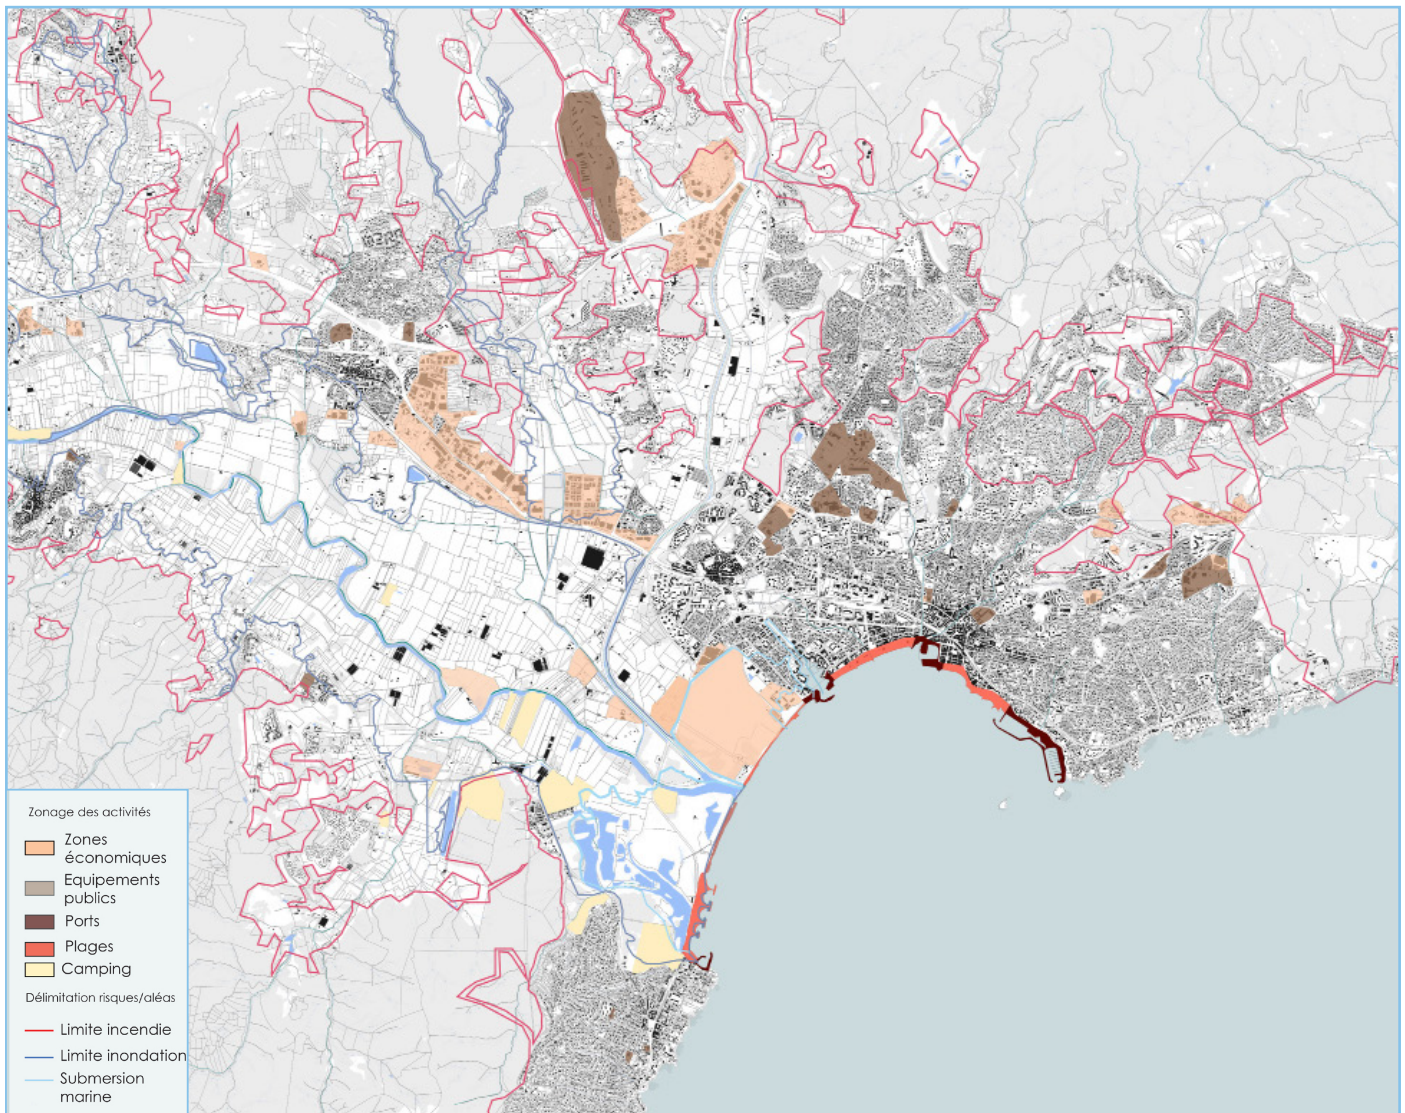 Zonage des activités
Zones
économiques
Equipements
publics
Ports
Plages
Camping
Délimitation risques/aléas
Limite incendie
Limite inondation
Submersion
marine